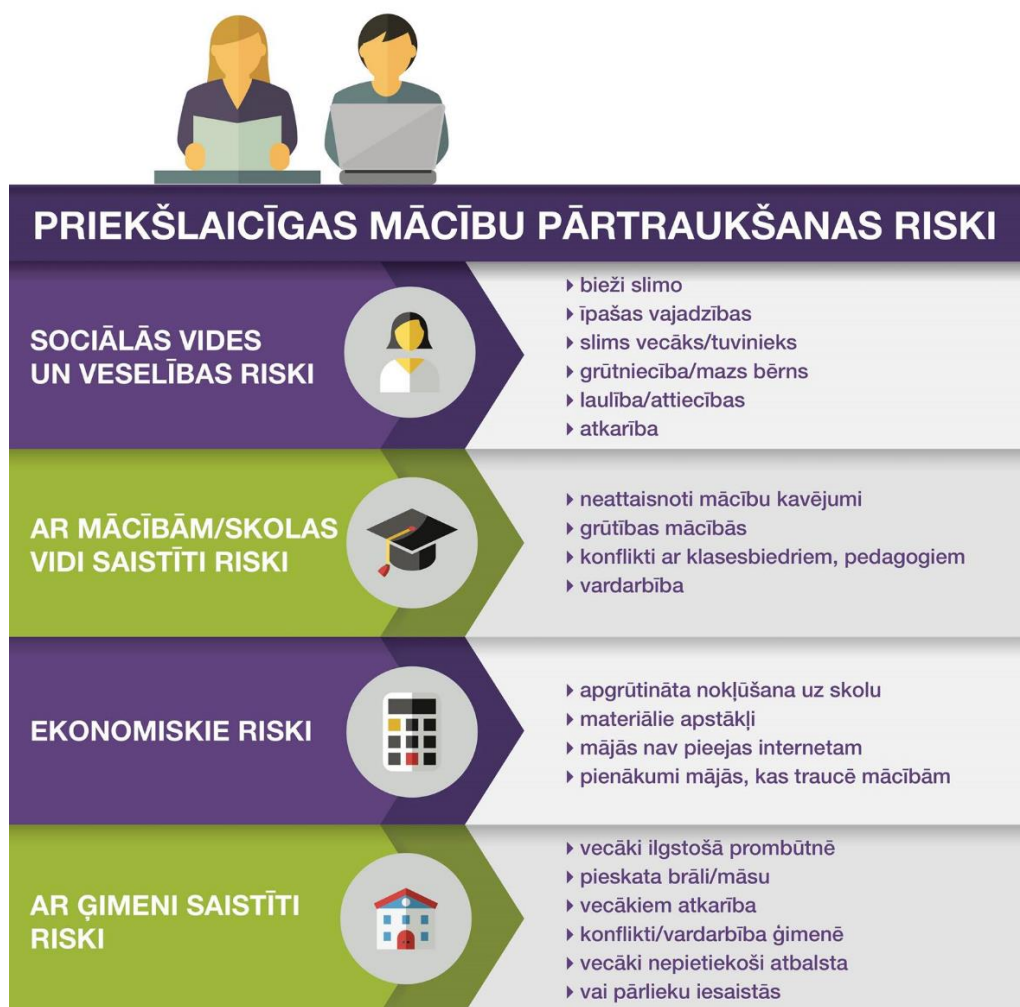 PRIEKŠLAICĪGAS MĀCĪBU PĀRTRAUKŠANAS RISKI
SOCIĀLĀS VIDES
UN VESELĪBAS RISKI
bieži slimo
īpašas vajadzības
slims vecāks/tuvinieks
grūtniecība/mazs bērns
laulība/attiecības
atkarība
AR MĀCĪBĀM/SKOLAS
VIDI SAISTĪTI RISKI
neattaisnoti mācību kavējumi
grūtības mācībās
konflikti ar klasesbiedriem, pedagogiem
vardarbība
EKONOMISKIE RISKI
apgrūtināta nokļūšana uz skolu
materiālie apstākļi
mājās nav pieejas internetam
pienākumi mājās, kas traucē mācībām
AR ĢIMENI SAISTĪTI
RISKI
vecāki ilgstošā prombūtnē
pieskata brāli/māsu
vecākiem atkarība
konflikti/vardarbība ģimenē
vecāki nepietiekoši atbalsta
vai pārlieku iesaistās